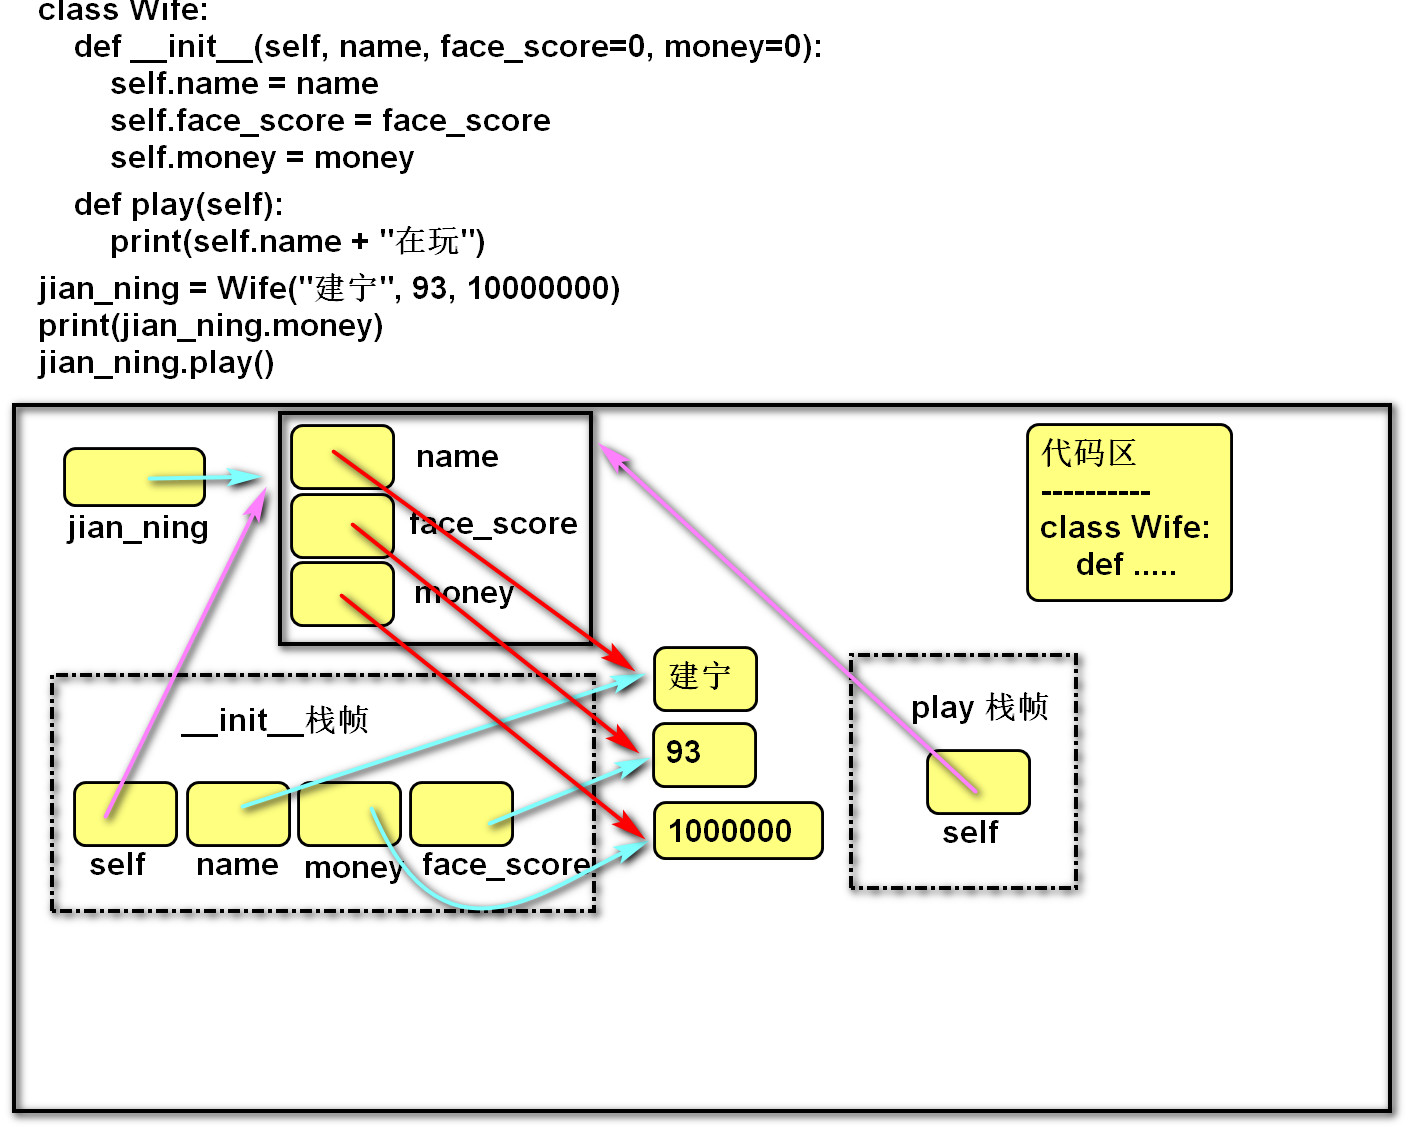 class Wife:
def __init__(self, name, face_score=0, money=0):
self.name = name
self.face_score = face_score
self.money = money
def play(self):
print(self.name + "在玩")
jian_ning = Wife("建宁", 93, 10000000)
print(jian_ning.money)
jian_ning.play()
jian_ning
name
face_score
money
代码区
----------
class Wife:
def .....
__init__栈帧
self
name
money
face_score
建宁
93
1000000
play 栈帧
self